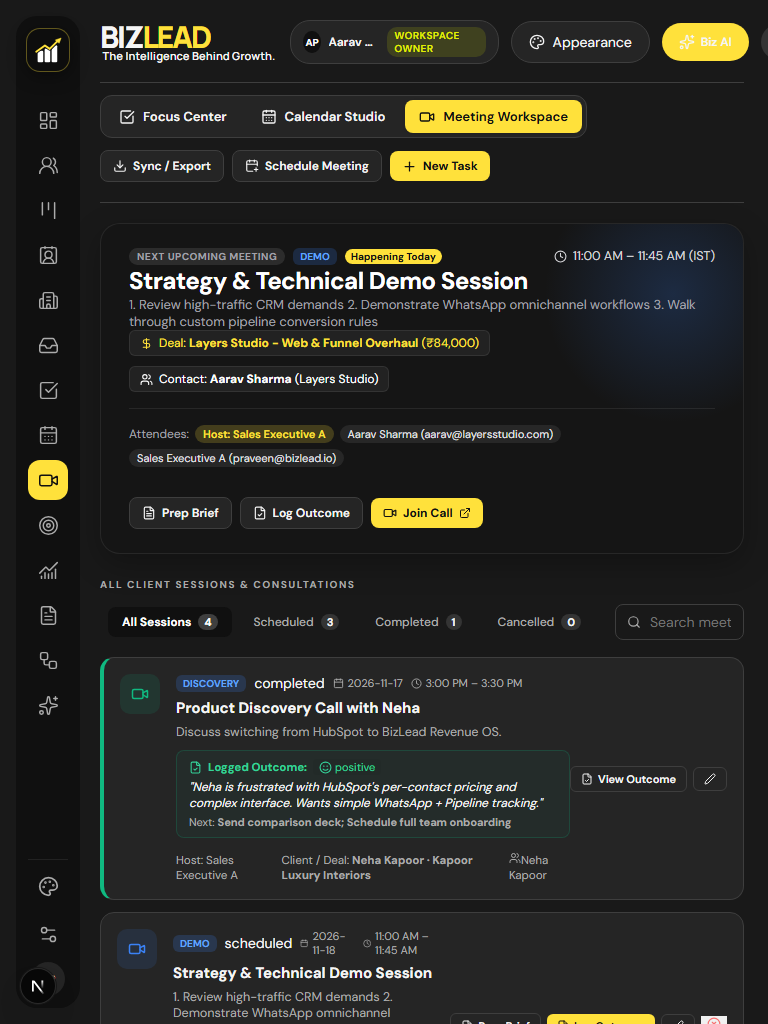 BIZLEAD
The Intelligence Behind Growth.
AP Aarav ... WORKSPACE OWNER
Appearance
Biz AI
Focus Center
Calendar Studio
Meeting Workspace
Sync / Export
Schedule Meeting
New Task
NEXT UPCOMING MEETING DEMO Happening Today 11:00 AM – 11:45 AM (IST)
Strategy & Technical Demo Session
1. Review high-traffic CRM demands 2. Demonstrate WhatsApp omnichannel workflows 3. Walk
through custom pipeline conversion rules
Deal: Layers Studio - Web & Funnel Overhaul (₹84,000)
Contact: Aarav Sharma (Layers Studio)
Attendees: Host: Sales Executive A Aarav Sharma (aarav@layersstudio.com)
Sales Executive A (praveen@bizlead.io)
Prep Brief
Log Outcome
Join Call
ALL CLIENT SESSIONS & CONSULTATIONS
All Sessions 4
Scheduled 3
Completed 1
Cancelled 0
Search meet
DISCOVERY completed 2026-11-17 3:00 PM – 3:30 PM
Product Discovery Call with Neha
Discuss switching from HubSpot to BizLead Revenue OS.
Logged Outcome: positive
"Neha is frustrated with HubSpot's per-contact pricing and
complex interface. Wants simple WhatsApp + Pipeline tracking."
Next: Send comparison deck; Schedule full team onboarding
View Outcome
Host: Sales
Executive A
Client / Deal: Neha Kapoor · Kapoor
Luxury Interiors
Neha
Kapoor
DEMO scheduled
2026-
11-18
11:00 AM –
11:45 AM
Strategy & Technical Demo Session
1. Review high-traffic CRM demands 2.
Demonstrate WhatsApp omnichannel
N